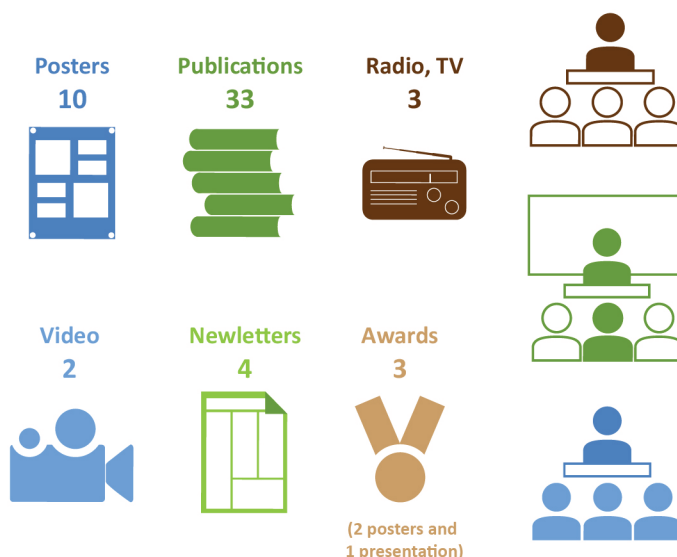 Posters
10
Publications
33
Radio, TV
3
Video
2
Newletters
4
Awards
3
(2 posters and
1 presentation)